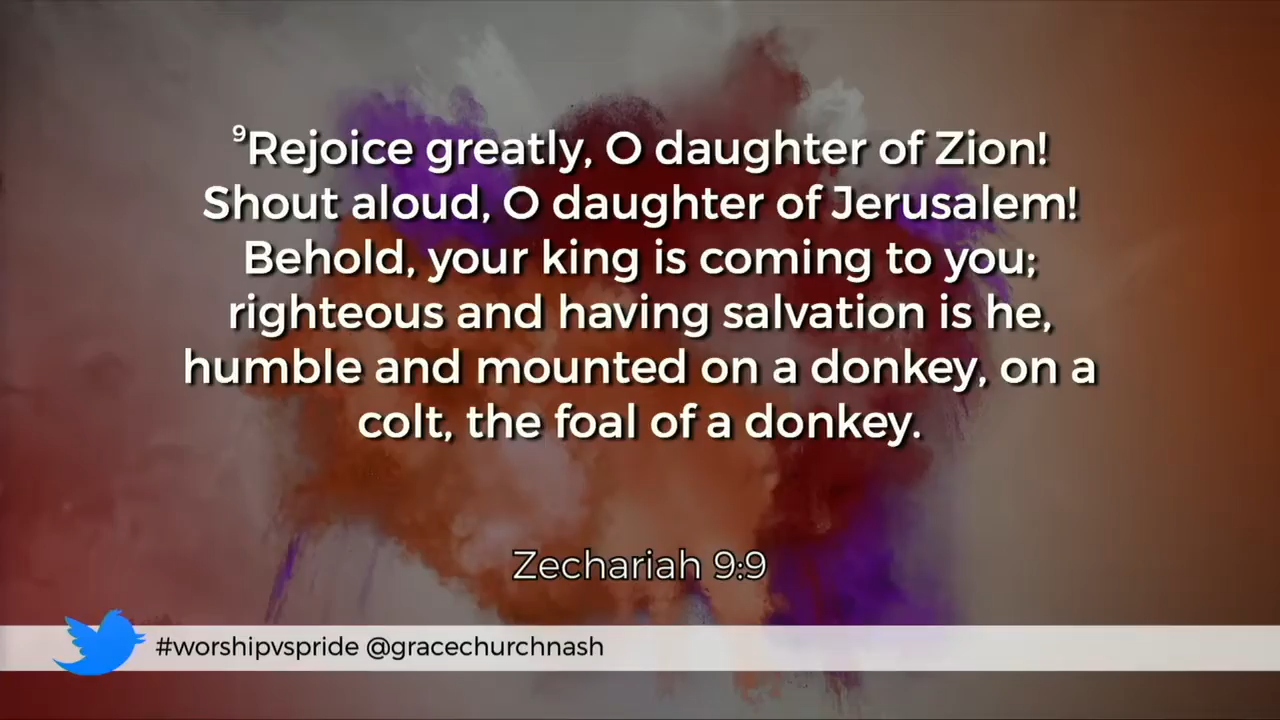 ⁹Rejoice greatly, O daughter of Zion!
Shout aloud, O daughter of Jerusalem!
Behold, your king is coming to you;
righteous and having salvation is he,
humble and mounted on a donkey, on a
colt, the foal of a donkey.
Zechariah 9:9
#worshipvspride @gracechurchnash